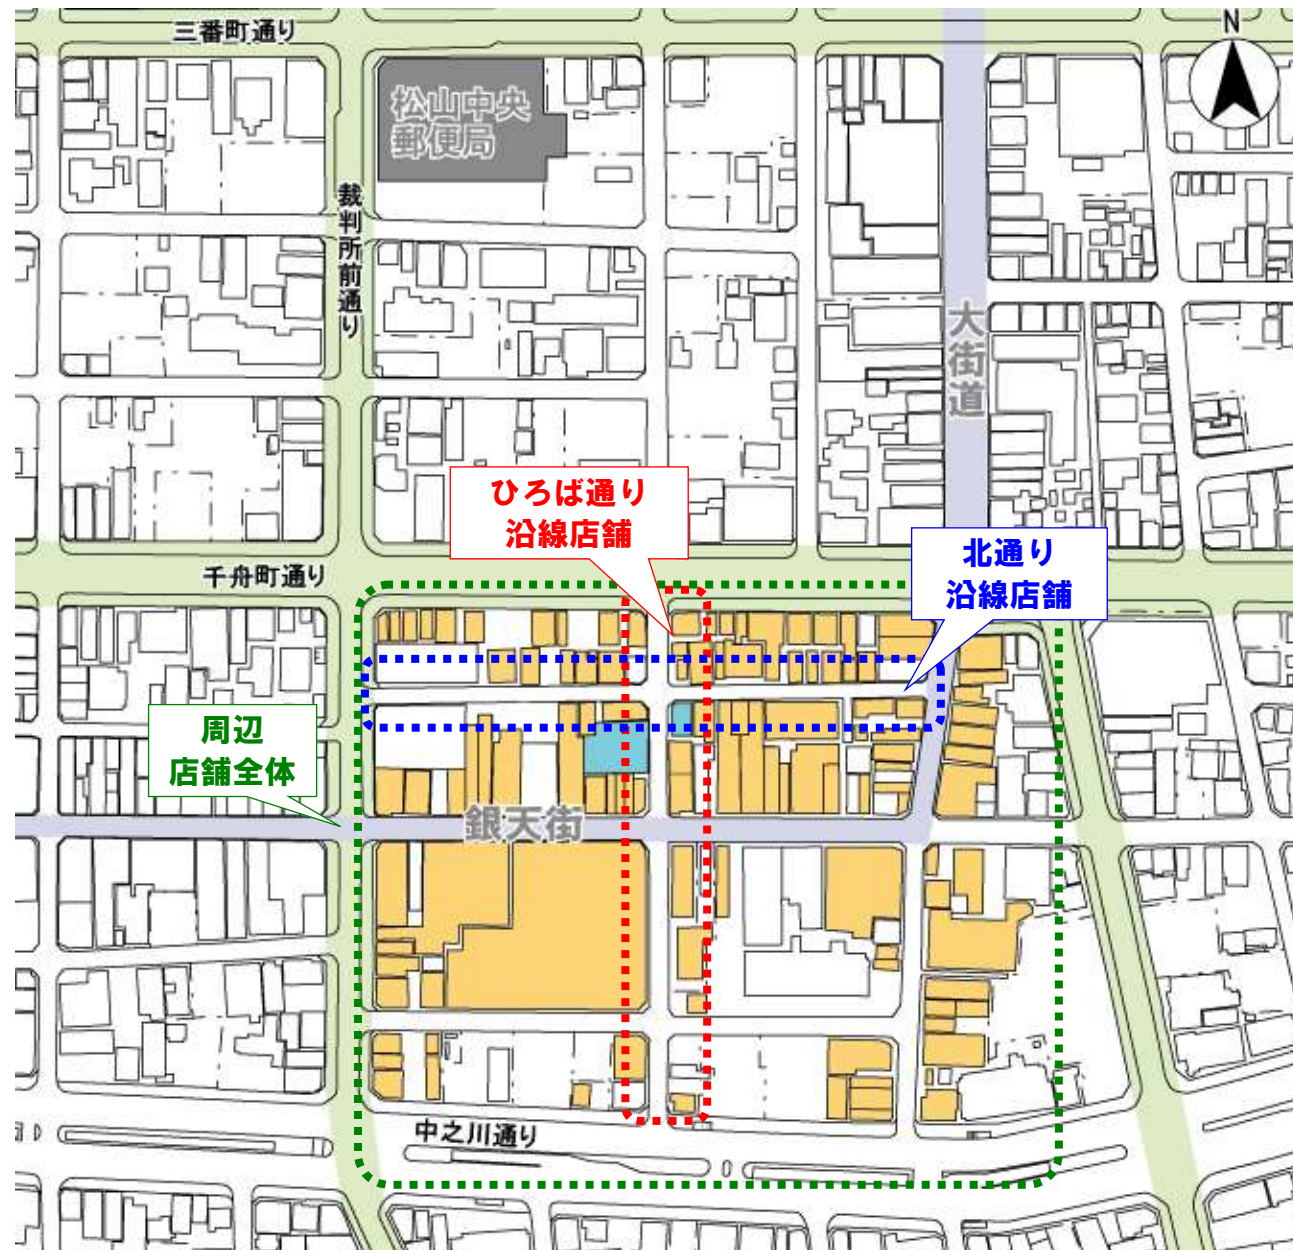 三番町通り
N
松山中央
郵便局
裁判所前通り
大街道
ひろば通り
沿線店舗
北通り
沿線店舗
千舟町通り
周辺
店舗全体
銀天街
中之川通り